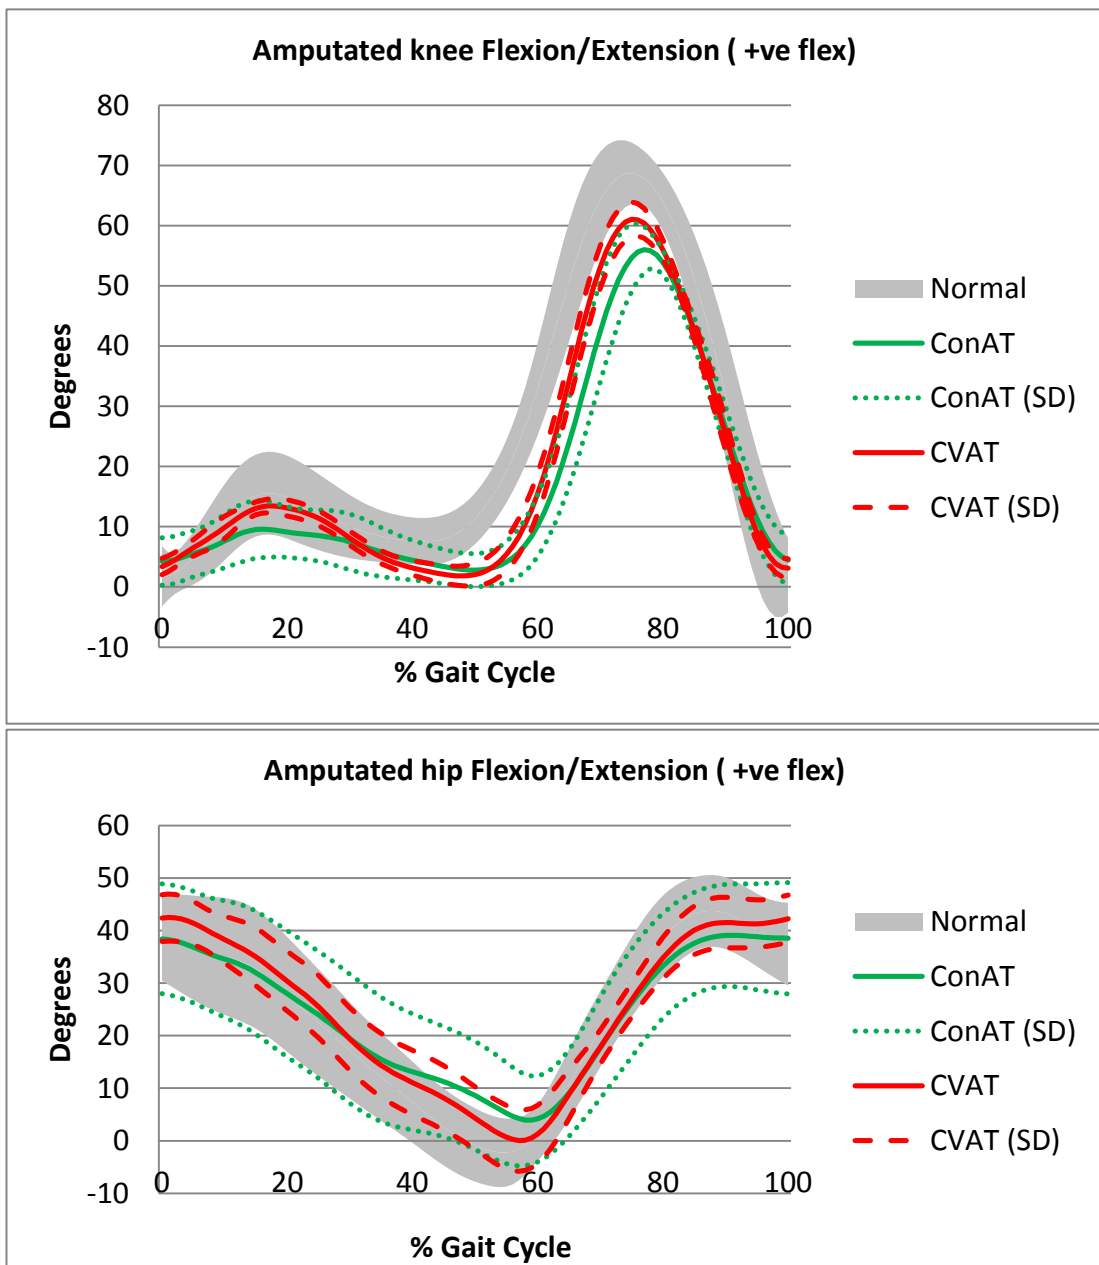 Amputated knee Flexion/Extension ( +ve flex)
80
70
60
50
40
30
20
10
0
-10
Degrees
0 20 40 60 80 100
% Gait Cycle
Normal
ConAT
ConAT (SD)
CVAT
CVAT (SD)
Amputated hip Flexion/Extension ( +ve flex)
60
50
40
30
20
10
0
-10
Degrees
0 20 40 60 80 100
% Gait Cycle
Normal
ConAT
ConAT (SD)
CVAT
CVAT (SD)